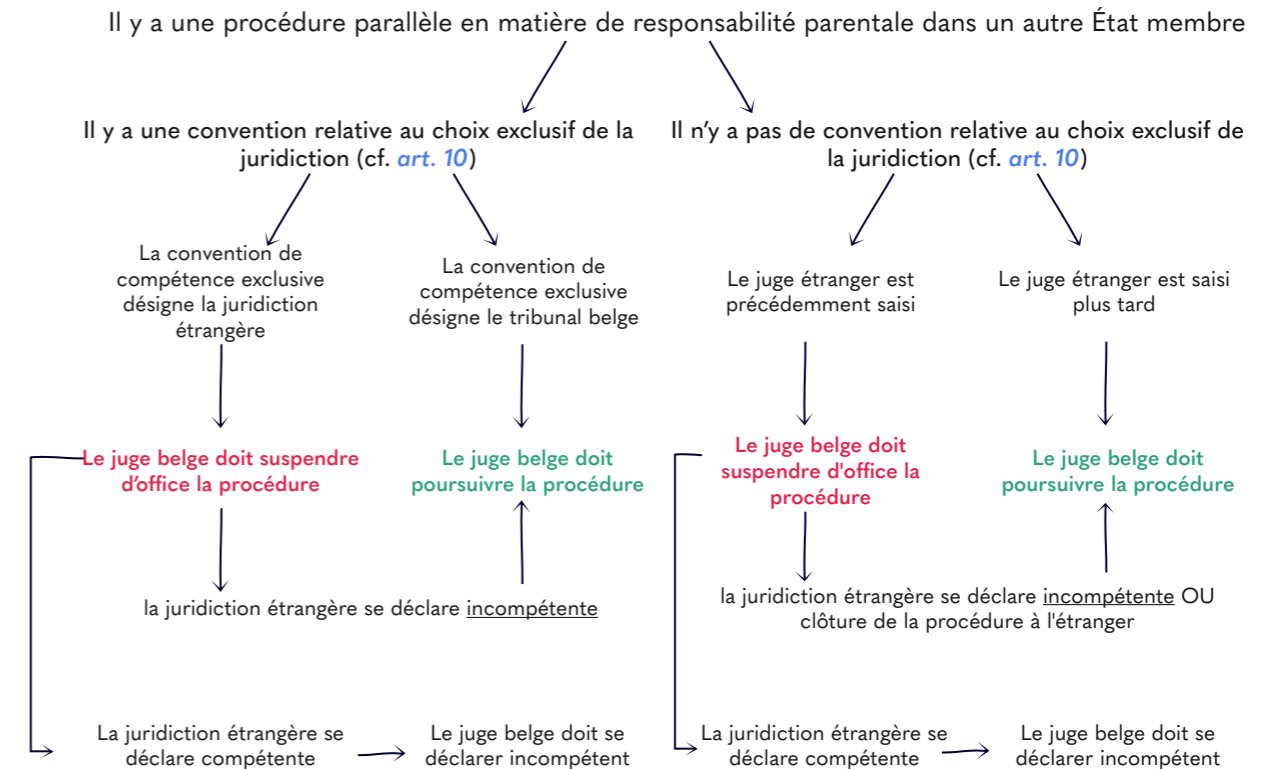 Il y a une procédure parallèle en matière de responsabilité parentale dans un autre État membre
Il y a une convention relative au choix exclusif de la
juridiction (cf. art. 10)
Il n'y a pas de convention relative au choix exclusif de
la juridiction (cf. art. 10)
La convention de
compétence exclusive
désigne la juridiction
étrangère
La convention de
compétence exclusive
désigne le tribunal belge
Le juge étranger est
précédemment saisi
Le juge étranger est saisi
plus tard
Le juge belge doit suspendre
d'office la procédure
Le juge belge doit
poursuivre la procédure
Le juge belge doit
suspendre d'office la
procédure
Le juge belge doit
poursuivre la procédure
la juridiction étrangère se déclare incompétente
la juridiction étrangère se déclare incompétente OU
clôture de la procédure à l'étranger
La juridiction étrangère se
déclare compétente
Le juge belge doit se
déclarer incompétent
La juridiction étrangère se
déclare compétente
Le juge belge doit se
déclarer incompétent